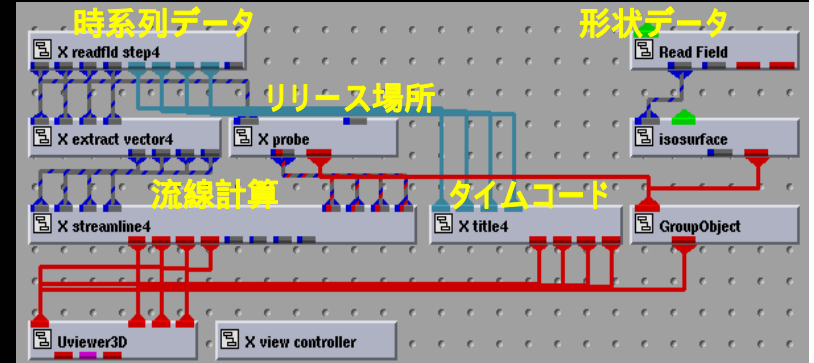 時系列データ
形状データ
X readfld step4
Read Field
リリース場所
X extract vector4
X probe
isosurface
流線計算
タイムコード
X streamline4
X title4
GroupObject
Uviewer3D
X view controller